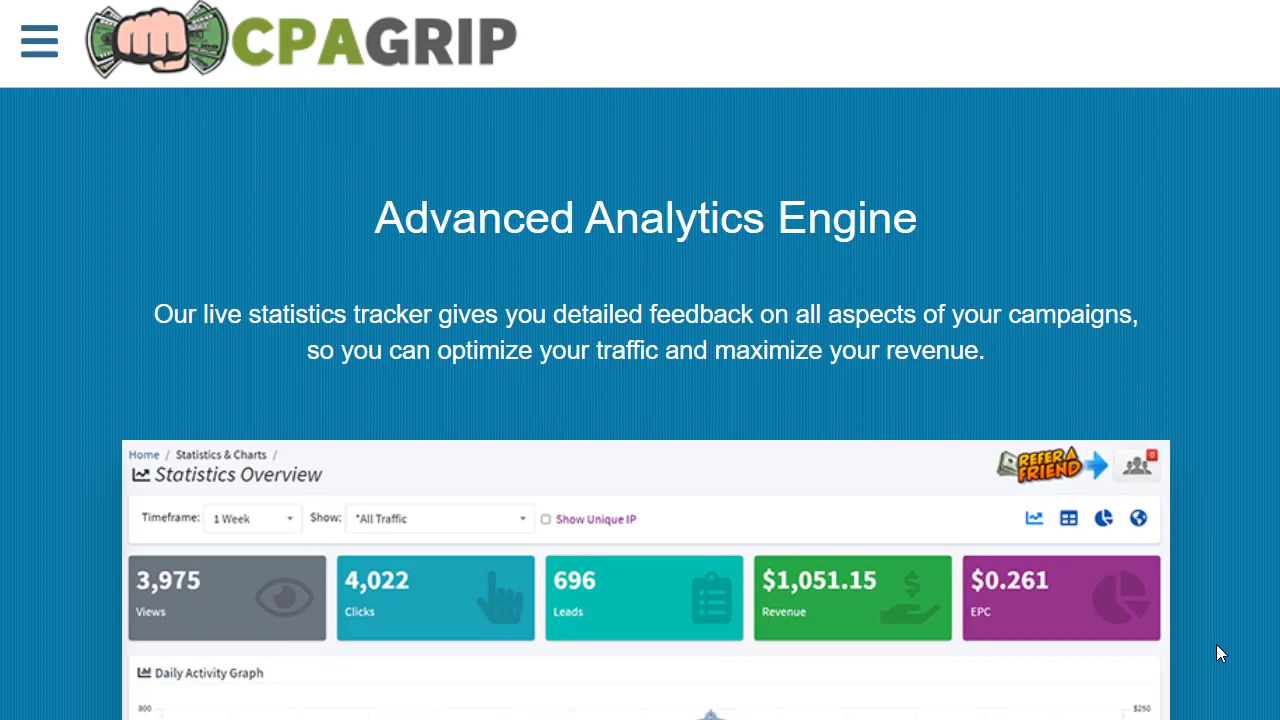 CPAGRIP
Advanced Analytics Engine
Our live statistics tracker gives you detailed feedback on all aspects of your campaigns,
so you can optimize your traffic and maximize your revenue.
Home / Statistics & Charts /
Statistics Overview
REFER A
FRIEND
0
Timeframe: 1 Week Show: *All Traffic Show Unique IP
3,975 4,022 696 $1,051.15 $0.261
Views Clicks Leads Revenue EPC
Daily Activity Graph
800 $250